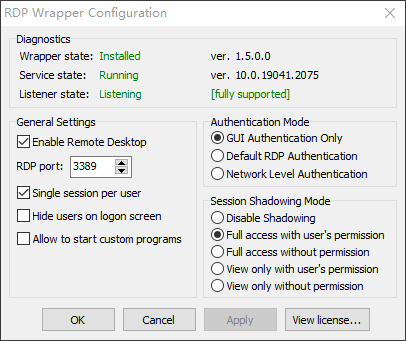 RDP Wrapper Configuration
Diagnostics
Wrapper state: Installed ver. 1.5.0.0
Service state: Running ver. 10.0.19041.2075
Listener state: Listening [fully supported]
General Settings
Enable Remote Desktop
RDP port: 3389
Single session per user
Hide users on logon screen
Allow to start custom programs
Authentication Mode
GUI Authentication Only
Default RDP Authentication
Network Level Authentication
Session Shadowing Mode
Disable Shadowing
Full access with user's permission
Full access without permission
View only with user's permission
View only without permission
OK Cancel Apply View license...